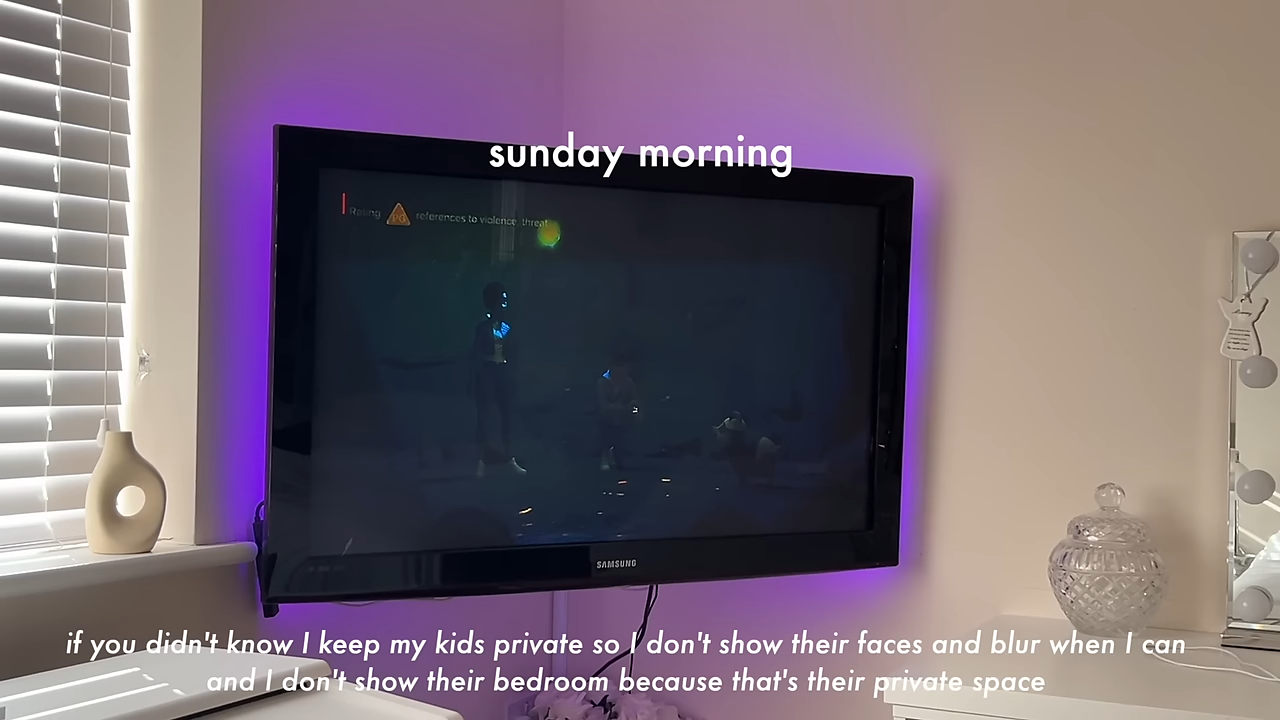 sunday morning
Rating PG references to violence, threat
SAMSUNG
if you didn't know I keep my kids private so I don't show their faces and blur when I can
and I don't show their bedroom because that's their private space